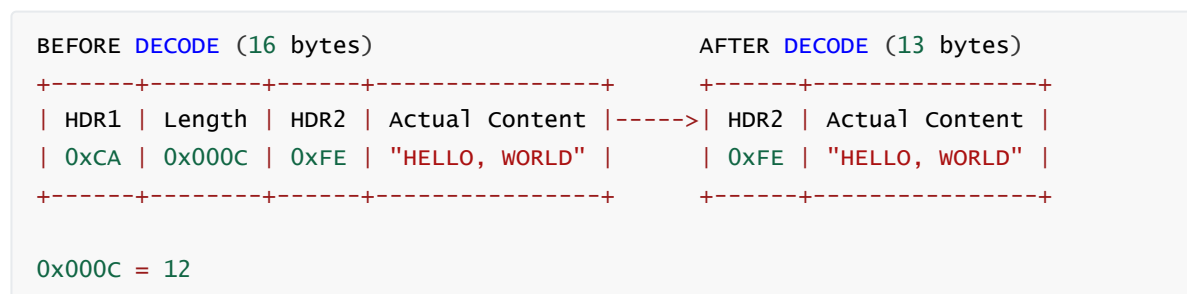 BEFORE DECODE (16 bytes)                     AFTER DECODE (13 bytes)
+------+--------+------+----------------+      +------+----------------+
| HDR1 | Length | HDR2 | Actual Content |----->| HDR2 | Actual Content |
| 0xCA | 0x000C | 0xFE | "HELLO, WORLD" |      | 0xFE | "HELLO, WORLD" |
+------+--------+------+----------------+      +------+----------------+
0x000C = 12